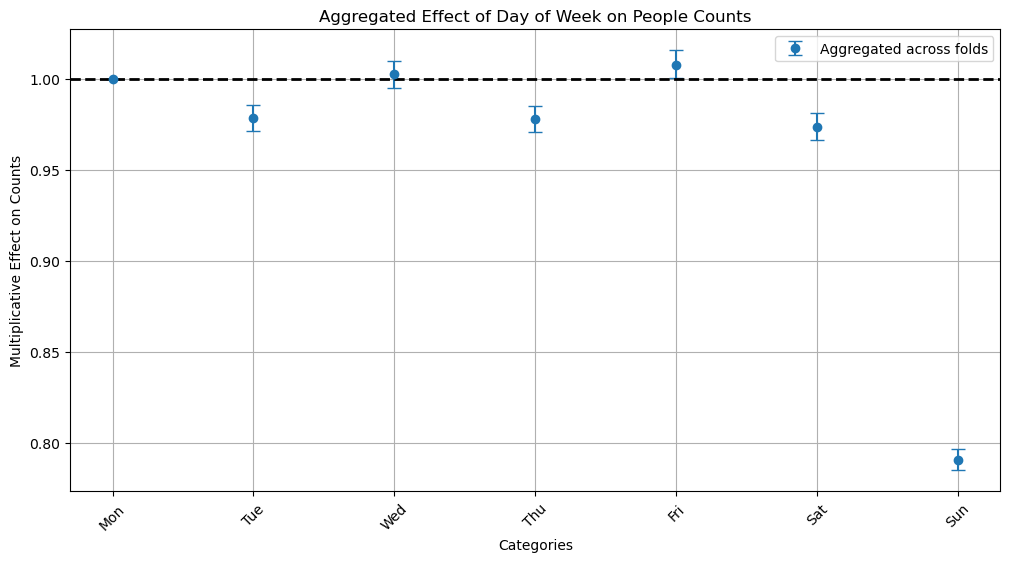 Aggregated Effect of Day of Week on People Counts
Aggregated across folds
Multiplicative Effect on Counts
1.00
0.95
0.90
0.85
0.80
Mon
Tue
Wed
Thu
Fri
Sat
Sun
Categories